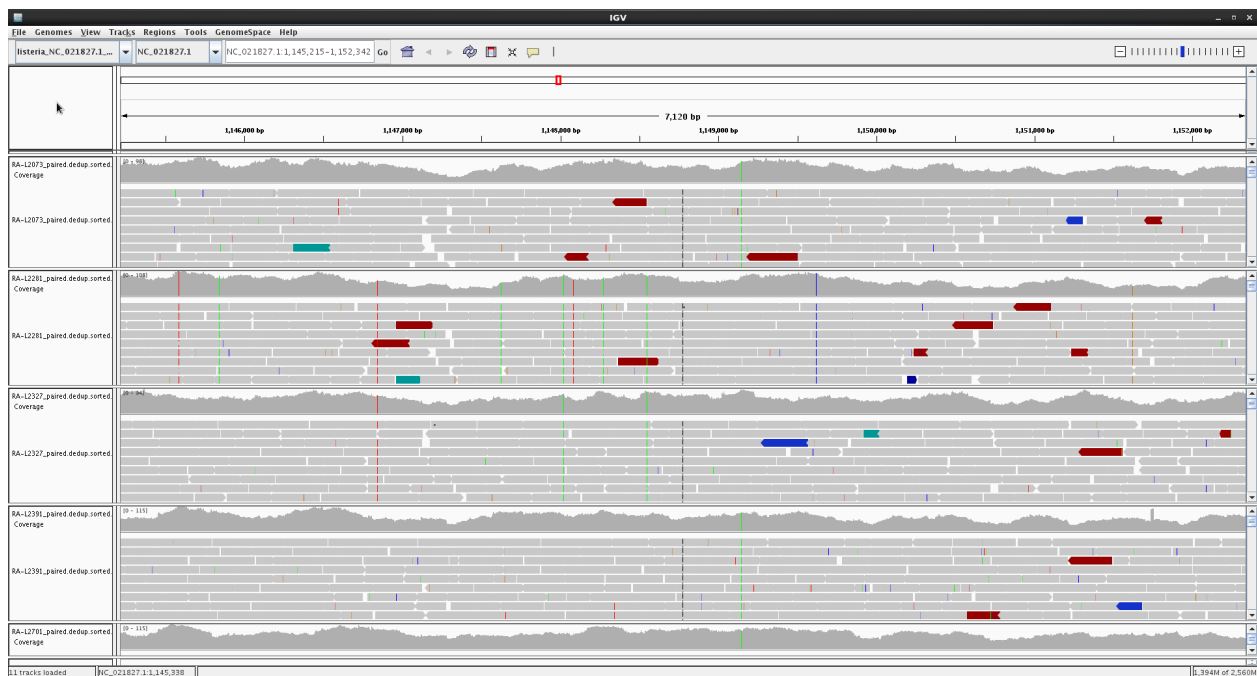 IGV
File Genomes View Tracks Regions Tools GenomeSpace Help
listeria_NC_021827.1_... NC_021827.1 NC_021827.1:1,145,215-1,152,342 Go
7,120 bp
1,146,000 bp 1,147,000 bp 1,148,000 bp 1,149,000 bp 1,150,000 bp 1,151,000 bp 1,152,000 bp
RA-L2073_paired.dedup.sorted. [0 - 98]
Coverage
RA-L2073_paired.dedup.sorted.
RA-L2281_paired.dedup.sorted. [0 - 108]
Coverage
RA-L2281_paired.dedup.sorted.
RA-L2327_paired.dedup.sorted.
Coverage
RA-L2327_paired.dedup.sorted.
RA-L2391_paired.dedup.sorted. [0 - 115]
Coverage
RA-L2391_paired.dedup.sorted.
RA-L2701_paired.dedup.sorted. [0 - 115]
Coverage
11 tracks loaded NC_021827.1:1,145,338 1,394M of 2,560M